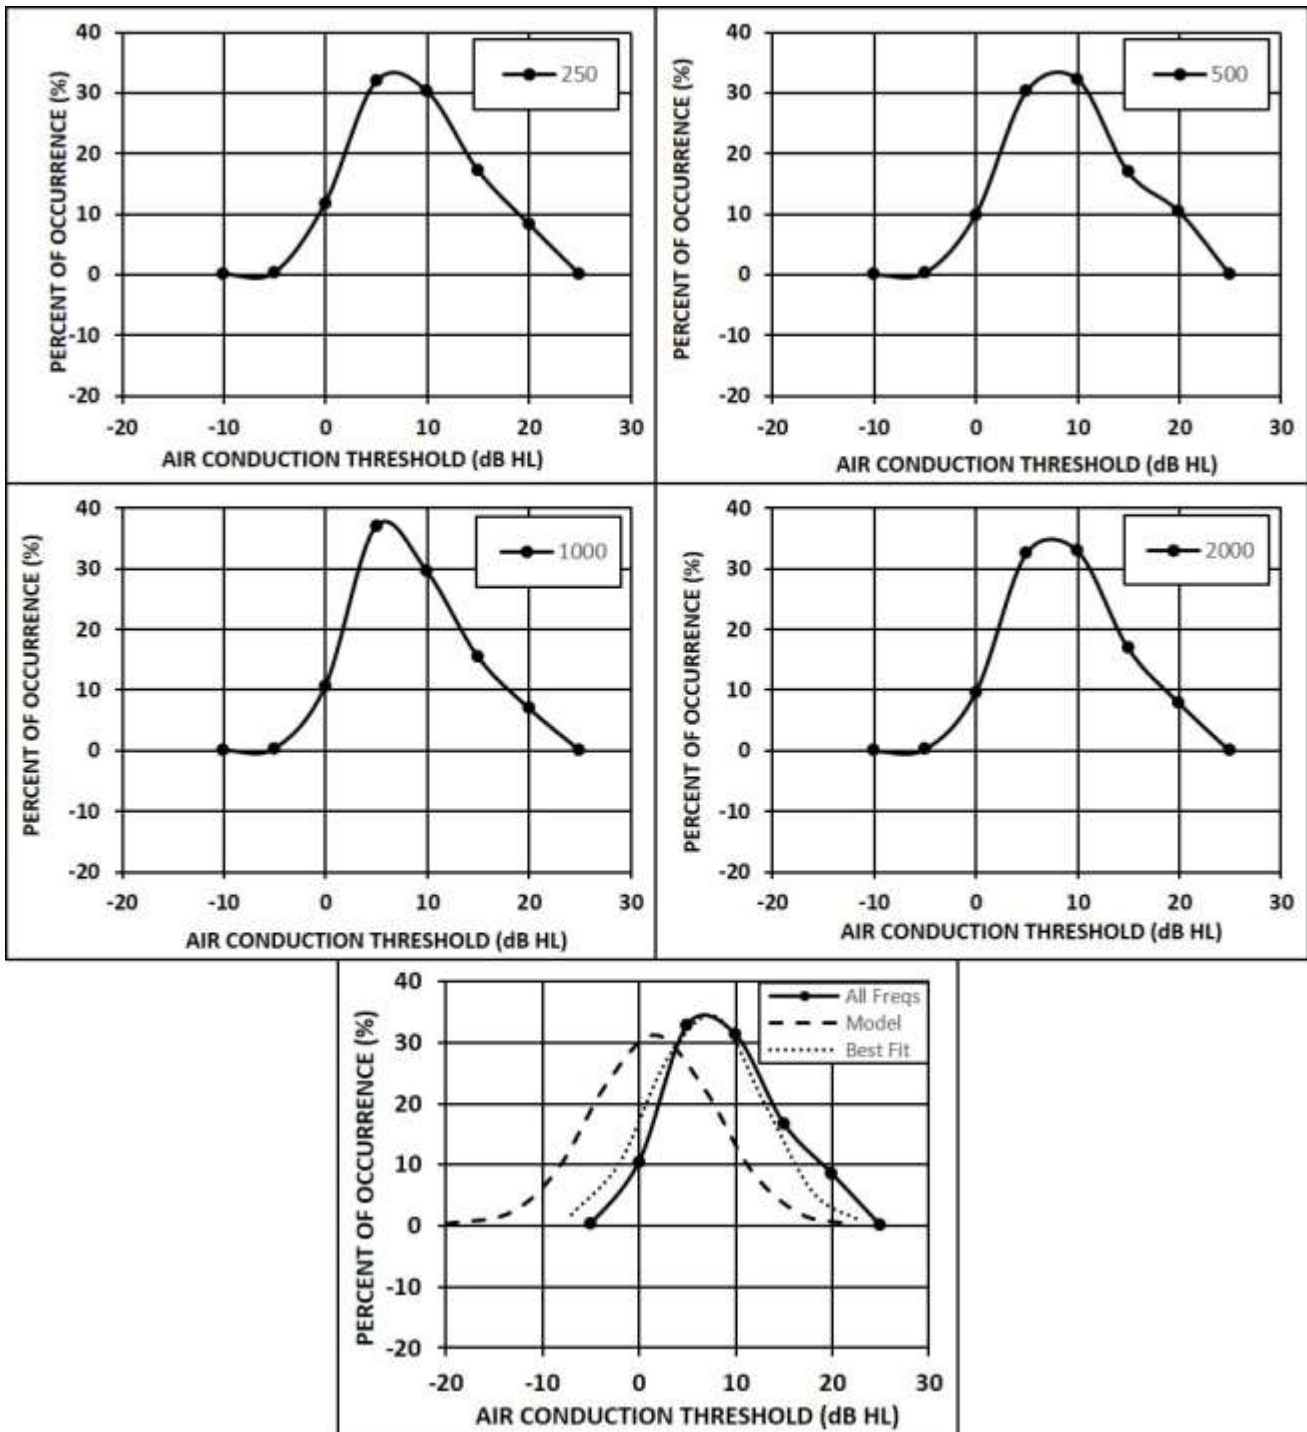 40
30
20
10
0
-10
-20
PERCENT OF OCCURRENCE (%)
250
-20 -10 0 10 20 30
AIR CONDUCTION THRESHOLD (dB HL)
40
30
20
10
0
-10
-20
PERCENT OF OCCURRENCE (%)
500
-20 -10 0 10 20 30
AIR CONDUCTION THRESHOLD (dB HL)
40
30
20
10
0
-10
-20
PERCENT OF OCCURRENCE (%)
1000
-20 -10 0 10 20 30
AIR CONDUCTION THRESHOLD (dB HL)
40
30
20
10
0
-10
-20
PERCENT OF OCCURRENCE (%)
2000
-20 -10 0 10 20 30
AIR CONDUCTION THRESHOLD (dB HL)
40
30
20
10
0
-10
-20
PERCENT OF OCCURRENCE (%)
All Freqs
Model
Best Fit
-20 -10 0 10 20 30
AIR CONDUCTION THRESHOLD (dB HL)